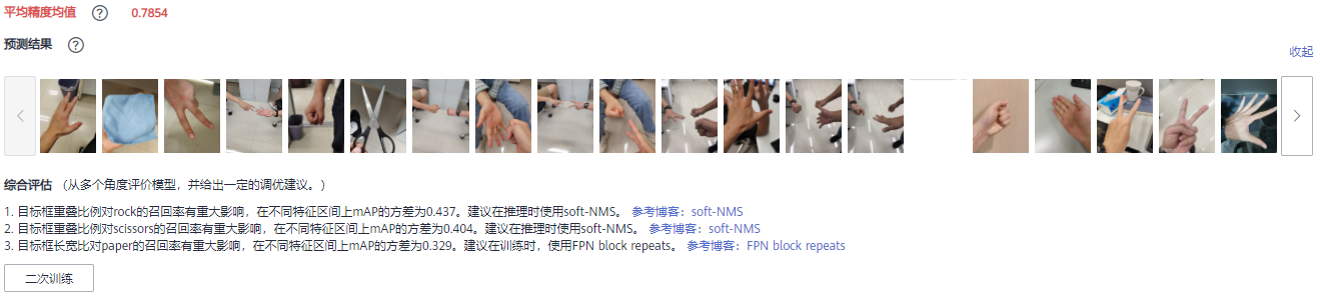 平均精度均值 ? 0.7854
预测结果 ?
收起
综合评估 （从多个角度评价模型，并给出一定的调优建议。）
1. 目标框重叠比例对rock的召回率有重大影响，在不同特征区间上mAP的方差为0.437。建议在推理时使用soft-NMS。 参考博客：soft-NMS
2. 目标框重叠比例对scissors的召回率有重大影响，在不同特征区间上mAP的方差为0.404。建议在推理时使用soft-NMS。 参考博客：soft-NMS
3. 目标框长宽比对paper的召回率有重大影响，在不同特征区间上mAP的方差为0.329。建议在训练时，使用FPN block repeats。 参考博客：FPN block repeats
二次训练